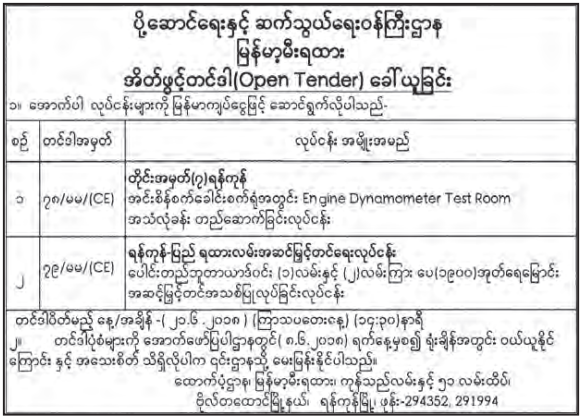 ပို့ဆောင်ရေးနှင့် ဆက်သွယ်ရေးဝန်ကြီးဌာန
မြန်မာ့မီးရထား
အိတ်ဖွင့်တင်ဒါ(Open Tender) ခေါ်ယူခြင်း
၁။ အောက်ပါ လုပ်ငန်းများကို မြန်မာကျပ်ငွေဖြင့် ဆောင်ရွက်လိုပါသည်-
စဉ် တင်ဒါအမှတ် လုပ်ငန်း အမျိုးအမည်
၁ ၇၈/မမ/(CE) တိုင်းအမှတ်(၇)ရန်ကုန်
အင်းစိန်စက်ခေါင်းစက်ရုံအတွင်း Engine Dynamometer Test Room
အသံလုံခန်း တည်ဆောက်ခြင်းလုပ်ငန်း
၂ ၇၉/မမ/(CE) ရန်ကုန်-ပြည် ရထားလမ်းအဆင့်မြှင့်တင်ရေးလုပ်ငန်း
ပေါင်းတည်ဘူတာယာဒ်ဝင်း (၁)လမ်းနှင့် (၂)လမ်းကြား ပေ(၁၉၀၀)အုတ်ရေမြောင်း
အဆင့်မြှင့်တင်အသစ်ပြုလုပ်ခြင်းလုပ်ငန်း
တင်ဒါပိတ်မည့် နေ့/အချိန် -( ၂၁.၆ .၂၀၁၈ ) (ကြာသပတေးနေ့) (၁၄:၃၀)နာရီ
၂။ တင်ဒါပုံစံများကို အောက်ဖော်ပြပါဌာနတွင်( ၈.၆.၂၀၁၈) ရက်နေ့မှစ၍ ရုံးချိန်အတွင်း ဝယ်ယူနိုင်
ကြောင်း နှင့် အသေးစိတ် သိရှိလိုပါက ၎င်းဌာနသို့ မေးမြန်းနိုင်ပါသည်။
ထောက်ပံ့ဌာန၊ မြန်မာ့မီးရထား၊ ကုန်သည်လမ်းနှင့် ၅၁ လမ်းထိပ်၊
ဗိုလ်တထောင်မြို့နယ်၊ ရန်ကုန်မြို့၊ ဖုန်း-294352, 291994